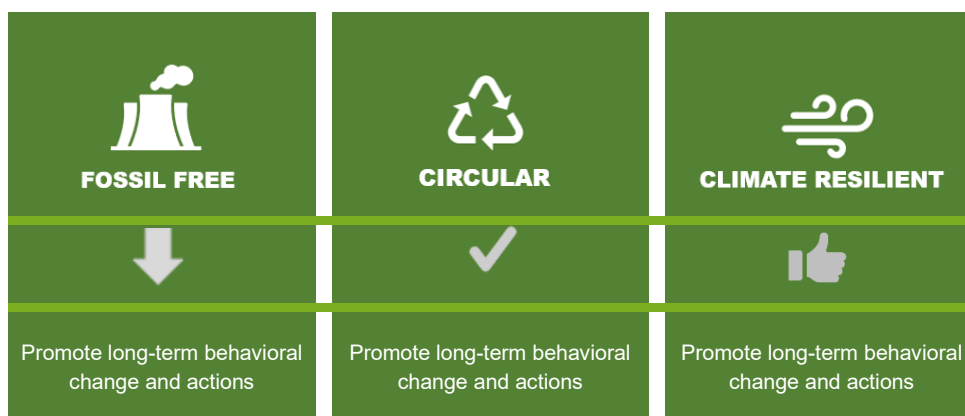 FOSSIL FREE
CIRCULAR
CLIMATE RESILIENT
Promote long-term behavioral
change and actions
Promote long-term behavioral
change and actions
Promote long-term behavioral
change and actions